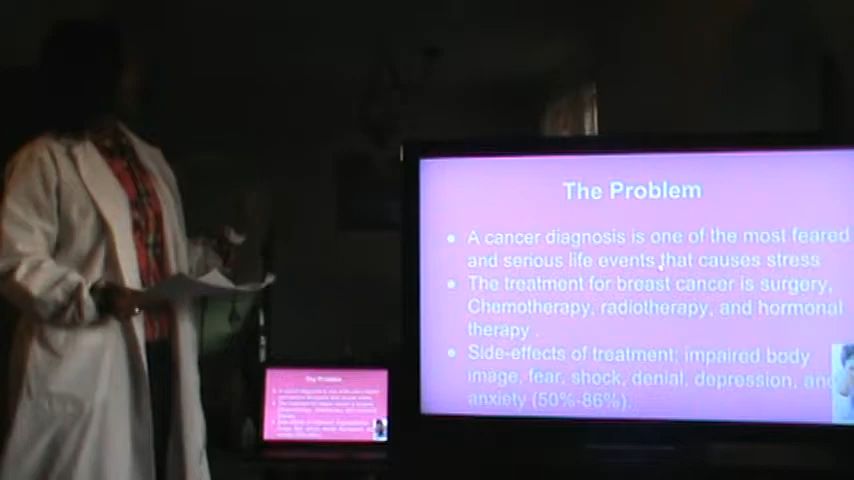 The Problem
• A cancer diagnosis is one of the most feared
and serious life events that causes stress
• The treatment for breast cancer is surgery,
Chemotherapy, radiotherapy, and hormonal
therapy .
• Side-effects of treatment; impaired body
image, fear, shock, denial, depression, and
anxiety (50%-86%).
The Problem